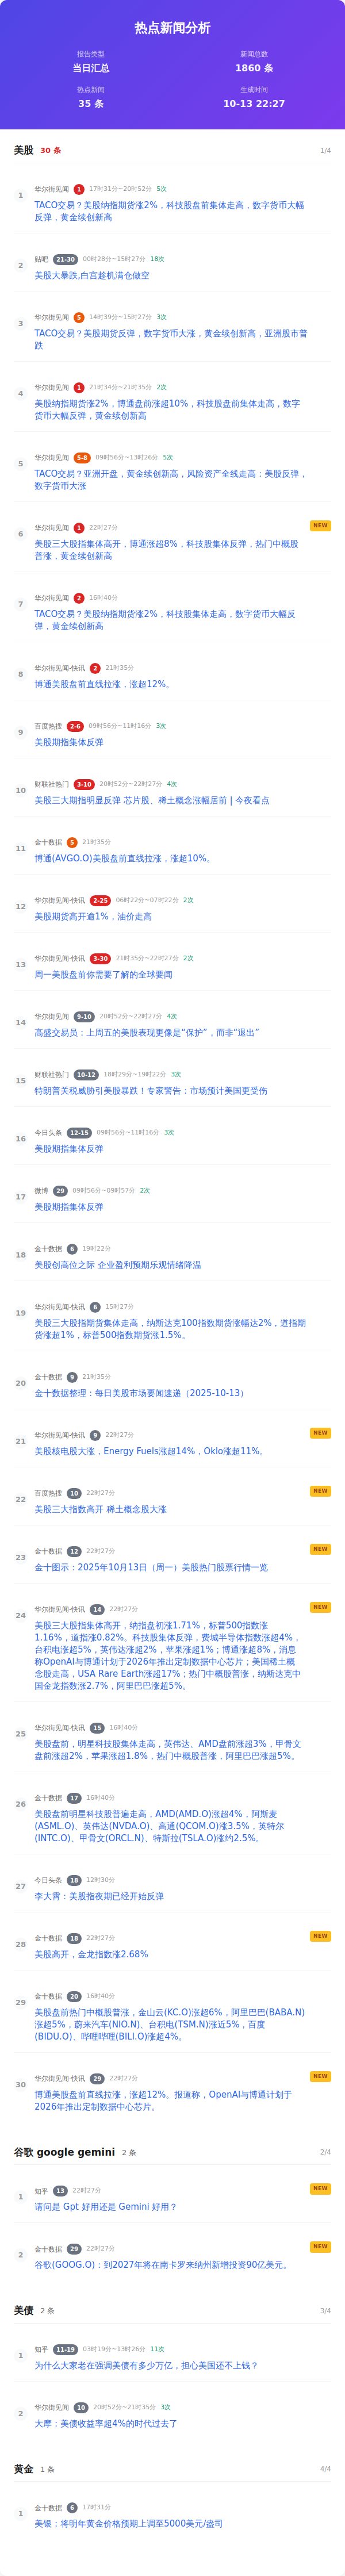 热点新闻分析
报告类型
新闻总数
当日汇总
1860 条
热点新闻
生成时间
35 条
10-13 22:27
美股 30 条 1/4
1
华尔街见闻 1 17时31分~20时52分 5次
TACO交易？美股纳指期货涨2%，科技股盘前集体走高，数字货币大幅
反弹，黄金续创新高
2
贴吧 21-30 00时28分~15时27分 18次
美股大暴跌,白宫趁机满仓做空
3
华尔街见闻 5 14时39分~15时27分 3次
TACO交易？美股期货反弹，数字货币大涨，黄金续创新高，亚洲股市普
跌
4
华尔街见闻 1 21时34分~21时35分 2次
美股纳指期货涨2%，博通盘前涨超10%，科技股盘前集体走高，数字
货币大幅反弹，黄金续创新高
5
华尔街见闻 5-8 09时56分~13时26分 5次
TACO交易？亚洲开盘，黄金续创新高，风险资产全线走高：美股反弹，
数字货币大涨
6
华尔街见闻 1 22时27分 NEW
美股三大股指集体高开，博通涨超8%，科技股集体反弹，热门中概股
普涨，黄金续创新高
7
华尔街见闻 2 16时40分
TACO交易？美股纳指期货涨2%，科技股集体走高，数字货币大幅反
弹，黄金续创新高
8
华尔街见闻-快讯 2 21时35分
博通美股盘前直线拉涨，涨超12%。
9
百度热搜 2-6 09时56分~11时16分 3次
美股期指集体反弹
10
财联社热门 3-10 20时52分~22时27分 4次
美股三大期指明显反弹 芯片股、稀土概念涨幅居前 | 今夜看点
11
金十数据 5 21时35分
博通(AVGO.O)美股盘前直线拉涨，涨超10%。
12
华尔街见闻-快讯 2-25 06时22分~07时22分 2次
美股期货高开逾1%，油价走高
13
华尔街见闻-快讯 3-30 21时35分~22时27分 2次
周一美股盘前你需要了解的全球要闻
14
华尔街见闻 9-10 20时52分~22时27分 4次
高盛交易员：上周五的美股表现更像是“保护”，而非“退出”
15
财联社热门 10-12 18时29分~19时22分 3次
特朗普关税威胁引美股暴跌！专家警告：市场预计美国更受伤
16
今日头条 12-15 09时56分~11时16分 3次
美股期指集体反弹
17
微博 29 09时56分~09时57分 2次
美股期指集体反弹
18
金十数据 6 19时22分
美股创高位之际 企业盈利预期乐观情绪降温
19
华尔街见闻-快讯 6 15时27分
美股三大股指期货集体走高，纳斯达克100指数期货涨幅达2%，道指期
货涨超1%，标普500指数期货涨1.5%。
20
金十数据 9 21时35分
金十数据整理：每日美股市场要闻速递（2025-10-13）
21
华尔街见闻-快讯 9 22时27分 NEW
美股核电股大涨，Energy Fuels涨超14%，Oklo涨超11%。
22
百度热搜 10 22时27分 NEW
美股三大指数高开 稀土概念股大涨
23
金十数据 12 22时27分 NEW
金十图示：2025年10月13日（周一）美股热门股票行情一览
24
华尔街见闻-快讯 14 22时27分 NEW
美股三大股指集体高开，纳指盘初涨1.71%，标普500指数涨
1.16%，道指涨0.82%。科技股集体反弹，费城半导体指数涨超4%，
台积电涨超5%，英伟达涨超2%，苹果涨超1%；博通涨超8%，消息
称OpenAI与博通计划于2026年推出定制数据中心芯片；美国稀土概
念股走高，USA Rare Earth涨超17%；热门中概股普涨，纳斯达克中
国金龙指数涨2.7%，阿里巴巴涨超5%。
25
华尔街见闻-快讯 15 16时40分
美股盘前，明星科技股集体走高，英伟达、AMD盘前涨超3%，甲骨文
盘前涨超2%，苹果涨超1.8%，热门中概股普涨，阿里巴巴涨超5%。
26
金十数据 17 16时40分
美股盘前明星科技股普遍走高，AMD(AMD.O)涨超4%，阿斯麦
(ASML.O)、英伟达(NVDA.O)、高通(QCOM.O)涨3.5%，英特尔
(INTC.O)、甲骨文(ORCL.N)、特斯拉(TSLA.O)涨约2.5%。
27
今日头条 18 12时30分
李大霄：美股指夜期已经开始反弹
28
金十数据 18 22时27分 NEW
美股高开，金龙指数涨2.68%
29
金十数据 20 16时40分
美股盘前热门中概股普涨，金山云(KC.O)涨超6%，阿里巴巴(BABA.N)
涨超5%，蔚来汽车(NIO.N)、台积电(TSM.N)涨近5%，百度
(BIDU.O)、哔哩哔哩(BILI.O)涨超4%。
30
华尔街见闻-快讯 29 22时27分 NEW
博通美股盘前直线拉涨，涨超12%。报道称，OpenAI与博通计划于
2026年推出定制数据中心芯片。
谷歌 google gemini 2 条 2/4
1
知乎 13 22时27分 NEW
请问是 Gpt 好用还是 Gemini 好用？
2
金十数据 29 22时27分 NEW
谷歌(GOOG.O)：到2027年将在南卡罗来纳州新增投资90亿美元。
美债 2 条 3/4
1
知乎 11-19 03时19分~13时26分 11次
为什么大家老在强调美债有多少万亿，担心美国还不上钱？
2
华尔街见闻 10 20时52分~21时35分 3次
大摩：美债收益率超4%的时代过去了
黄金 1 条 4/4
1
金十数据 6 17时31分
美银：将明年黄金价格预期上调至5000美元/盎司